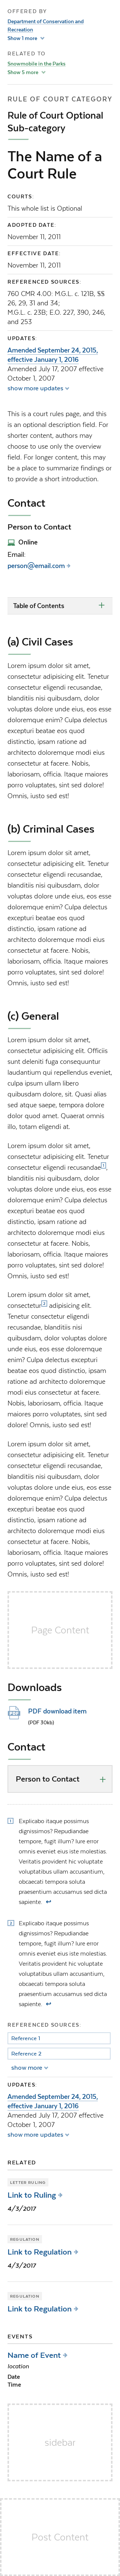 OFFERED BY
Department of Conservation and
Recreation
Show 1 more
RELATED TO
Snowmobile in the Parks
Show 5 more
RULE OF COURT CATEGORY
Rule of Court Optional
Sub-category
The Name of a
Court Rule
COURTS:
This whole list is Optional
ADOPTED DATE:
November 11, 2011
EFFECTIVE DATE:
November 11, 2011
REFERENCED SOURCES:
760 CMR 4.00: M.G.L. c. 121B, §§
26, 29, 31 and 34;
M.G.L. c. 23B; E.O. 227, 390, 246,
and 253
UPDATES:
Amended September 24, 2015,
effective January 1, 2016
Amended July 17, 2007 effective
October 1, 2007
show more updates
This is a court rules page, and this
is an optional description field. For
shorter content, authors may
choose to use only the overview
field. For longer content, this may
be a place to summarize findings or
to provide a short introduction.
Contact
Person to Contact
Online
Email:
person@email.com
Table of Contents
(a) Civil Cases
Lorem ipsum dolor sit amet,
consectetur adipisicing elit. Tenetur
consectetur eligendi recusandae,
blanditiis nisi quibusdam, dolor
voluptates dolore unde eius, eos esse
doloremque enim? Culpa delectus
excepturi beatae eos quod
distinctio, ipsam ratione ad
architecto doloremque modi eius
consectetur at facere. Nobis,
laboriosam, officia. Itaque maiores
porro voluptates, sint sed dolore!
Omnis, iusto sed est!
(b) Criminal Cases
Lorem ipsum dolor sit amet,
consectetur adipisicing elit. Tenetur
consectetur eligendi recusandae,
blanditiis nisi quibusdam, dolor
voluptates dolore unde eius, eos esse
doloremque enim? Culpa delectus
excepturi beatae eos quod
distinctio, ipsam ratione ad
architecto doloremque modi eius
consectetur at facere. Nobis,
laboriosam, officia. Itaque maiores
porro voluptates, sint sed dolore!
Omnis, iusto sed est!
(c) General
Lorem ipsum dolor sit amet,
consectetur adipisicing elit. Officiis
sunt deleniti fuga consequuntur
laudantium qui repellendus eveniet,
culpa ipsum ullam libero
quibusdam dolore, sit. Quasi alias
sed atque saepe, tempora dolore
dolor quod amet. Quaerat omnis
illo, totam eligendi at.
Lorem ipsum dolor sit amet,
consectetur adipisicing elit. Tenetur
consectetur eligendi recusandae 1,
blanditiis nisi quibusdam, dolor
voluptates dolore unde eius, eos esse
doloremque enim? Culpa delectus
excepturi beatae eos quod
distinctio, ipsam ratione ad
architecto doloremque modi eius
consectetur at facere. Nobis,
laboriosam, officia. Itaque maiores
porro voluptates, sint sed dolore!
Omnis, iusto sed est!
Lorem ipsum dolor sit amet,
consectetur 2 adipisicing elit.
Tenetur consectetur eligendi
recusandae, blanditiis nisi
quibusdam, dolor voluptates dolore
unde eius, eos esse doloremque
enim? Culpa delectus excepturi
beatae eos quod distinctio, ipsam
ratione ad architecto doloremque
modi eius consectetur at facere.
Nobis, laboriosam, officia. Itaque
maiores porro voluptates, sint sed
dolore! Omnis, iusto sed est!
Lorem ipsum dolor sit amet,
consectetur adipisicing elit. Tenetur
consectetur eligendi recusandae,
blanditiis nisi quibusdam, dolor
voluptates dolore unde eius, eos esse
doloremque enim? Culpa delectus
excepturi beatae eos quod
distinctio, ipsam ratione ad
architecto doloremque modi eius
consectetur at facere. Nobis,
laboriosam, officia. Itaque maiores
porro voluptates, sint sed dolore!
Omnis, iusto sed est!
Page Content
Downloads
PDF download item
(PDF 30kb)
Contact
Person to Contact
1 Explicabo itaque possimus
dignissimos? Repudiandae
tempore, fugit illum? Iure error
omnis eveniet eius iste molestias.
Veritatis provident hic voluptate
voluptatibus ullam accusantium,
obcaecati tempora soluta
praesentium accusamus sed dicta
sapiente.
2 Explicabo itaque possimus
dignissimos? Repudiandae
tempore, fugit illum? Iure error
omnis eveniet eius iste molestias.
Veritatis provident hic voluptate
voluptatibus ullam accusantium,
obcaecati tempora soluta
praesentium accusamus sed dicta
sapiente.
REFERENCED SOURCES:
Reference 1
Reference 2
show more
UPDATES:
Amended September 24, 2015,
effective January 1, 2016
Amended July 17, 2007 effective
October 1, 2007
show more updates
RELATED
LETTER RULING
Link to Ruling
4/3/2017
REGULATION
Link to Regulation
4/3/2017
REGULATION
Link to Regulation
EVENTS
Name of Event
location
Date
Time
sidebar
Post Content